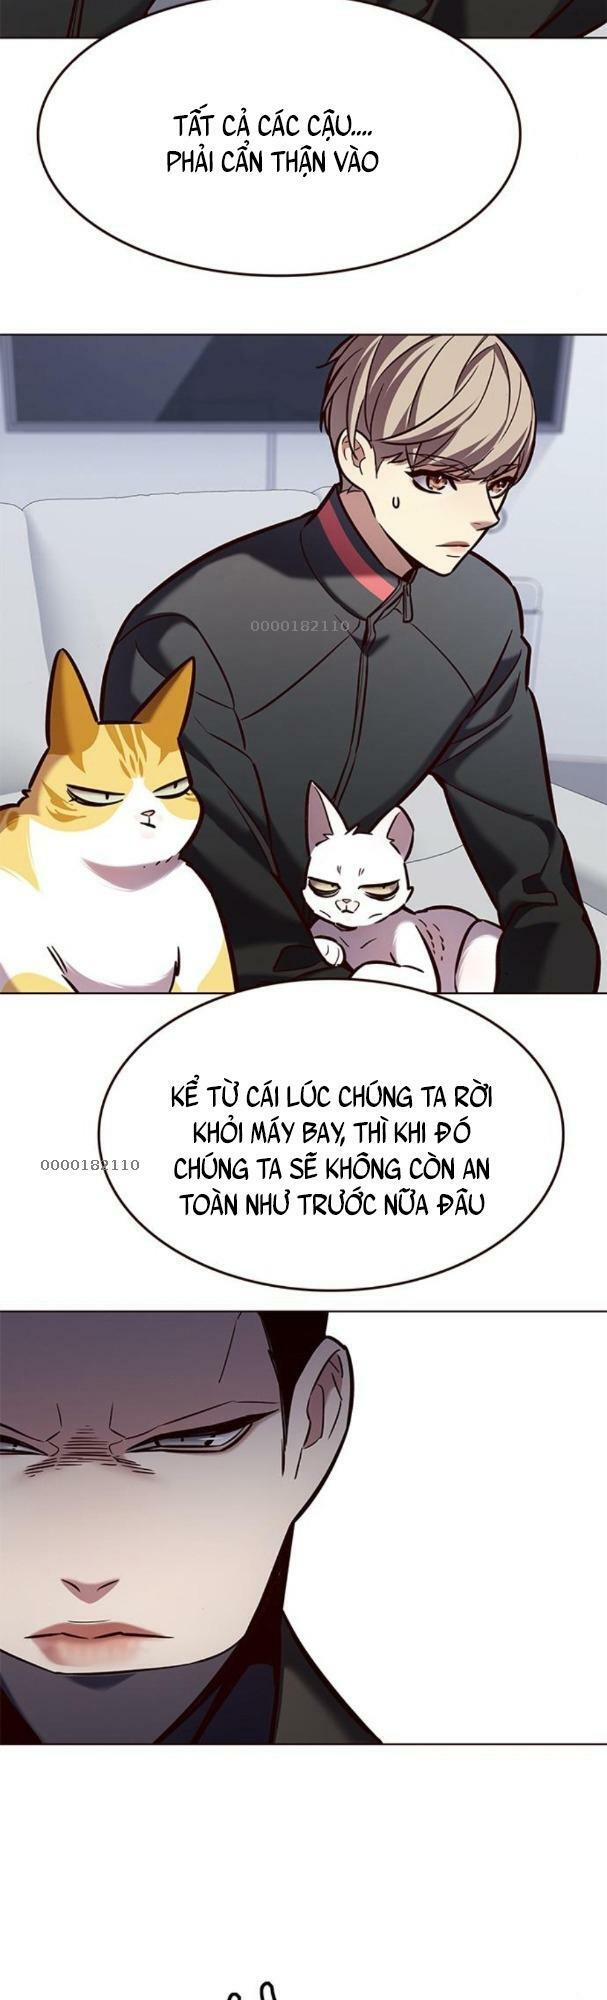 TẤT CẢ CÁC CẬU....
PHẢI CẨN THẬN VÀO
0000182110
KỂ TỪ CÁI LÚC CHÚNG TA RỜI
KHỎI MÁY BAY, THÌ KHI ĐÓ
CHÚNG TA SẼ KHÔNG CÒN AN
TOÀN NHƯ TRƯỚC NỮA ĐÂU
0000182110